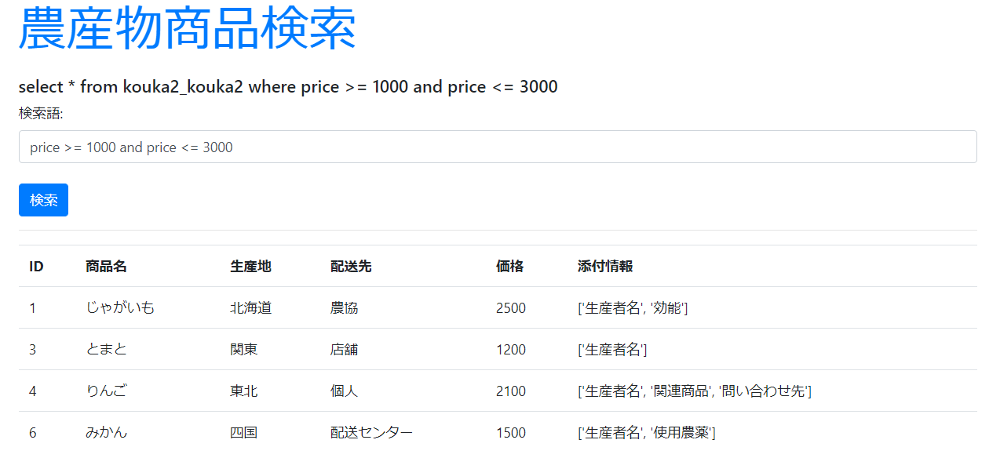 農産物商品検索
select * from kouka2_kouka2 where price >= 1000 and price <= 3000
検索語:
price >= 1000 and price <= 3000
検索
ID 商品名 生産地 配送先 価格 添付情報
1 じゃがいも 北海道 農協 2500 ['生産者名', '効能']
3 とまと 関東 店舗 1200 ['生産者名']
4 りんご 東北 個人 2100 ['生産者名', '関連商品', '問い合わせ先']
6 みかん 四国 配送センター 1500 ['生産者名', '使用農薬']